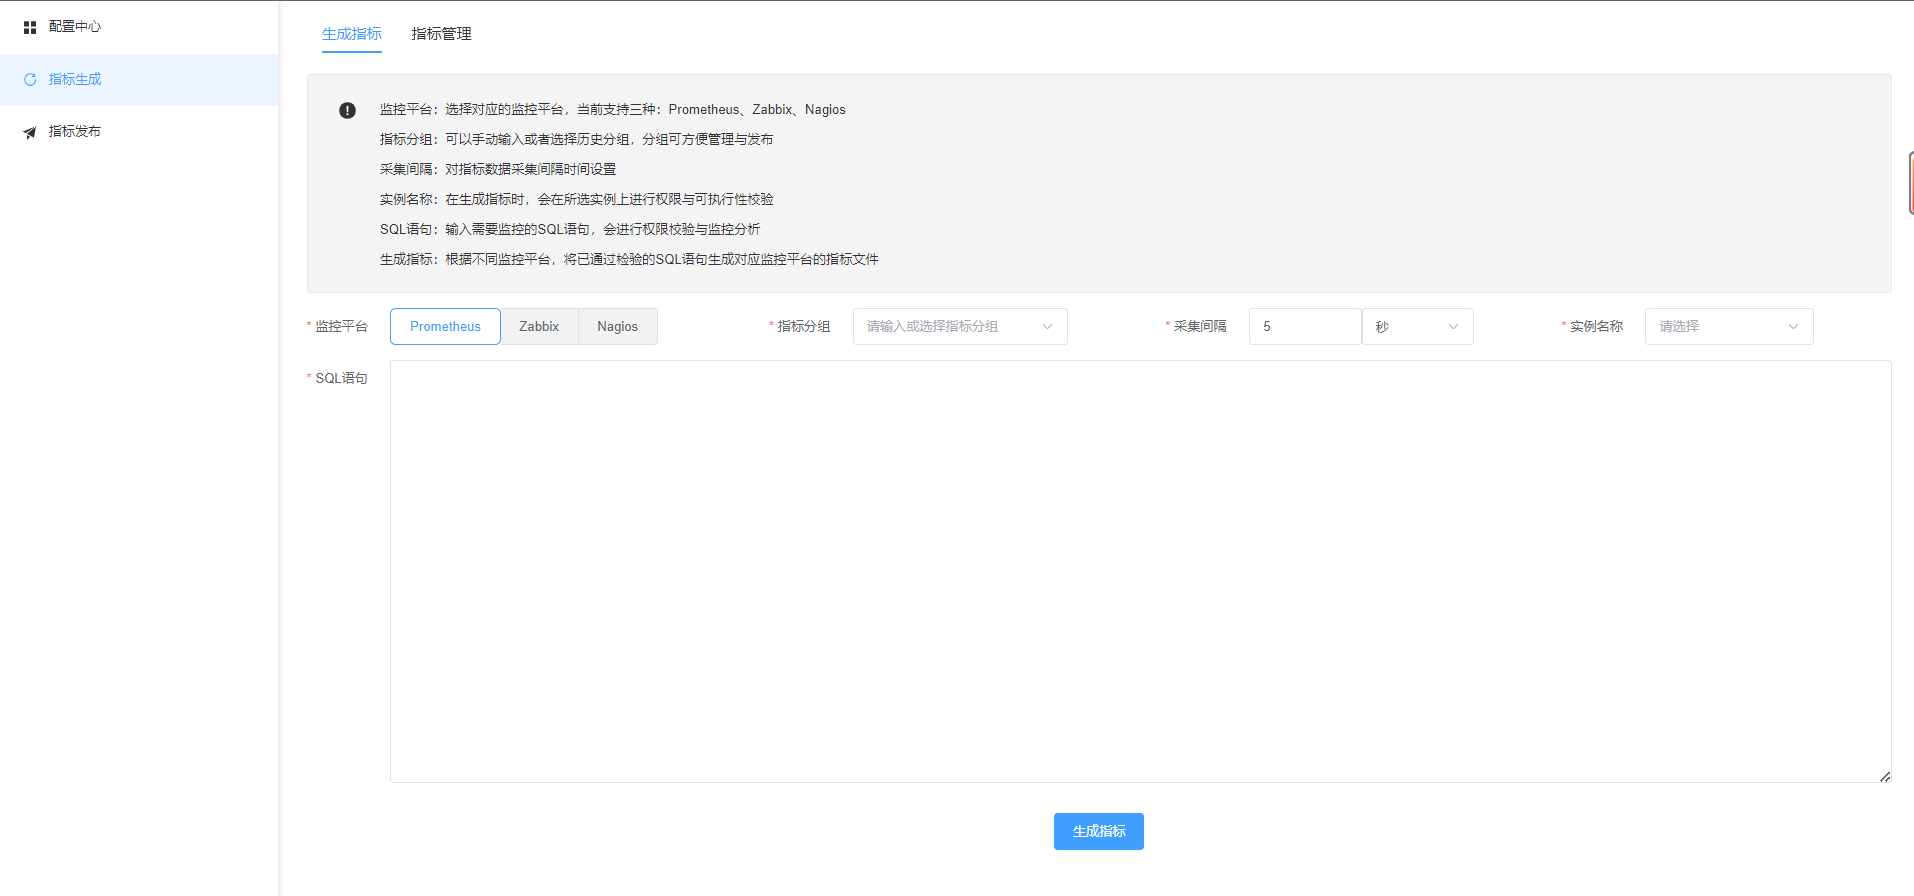 配置中心
指标生成
指标发布
生成指标 指标管理
监控平台：选择对应的监控平台，当前支持三种：Prometheus、Zabbix、Nagios
指标分组：可以手动输入或者选择历史分组，分组可方便管理与发布
采集间隔：对指标数据采集间隔时间设置
实例名称：在生成指标时，会在所选实例上进行权限与可执行性校验
SQL语句：输入需要监控的SQL语句，会进行权限校验与监控分析
生成指标：根据不同监控平台，将已通过检验的SQL语句生成对应监控平台的指标文件
* 监控平台 Prometheus Zabbix Nagios * 指标分组 请输入或选择指标分组 * 采集间隔 5 秒 * 实例名称 请选择
* SQL语句
生成指标